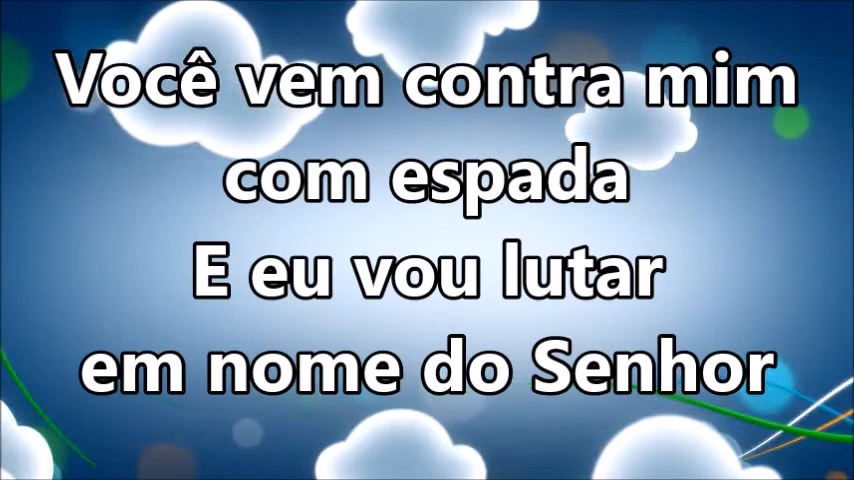 Você vem contra mim
com espada
E eu vou lutar
em nome do Senhor